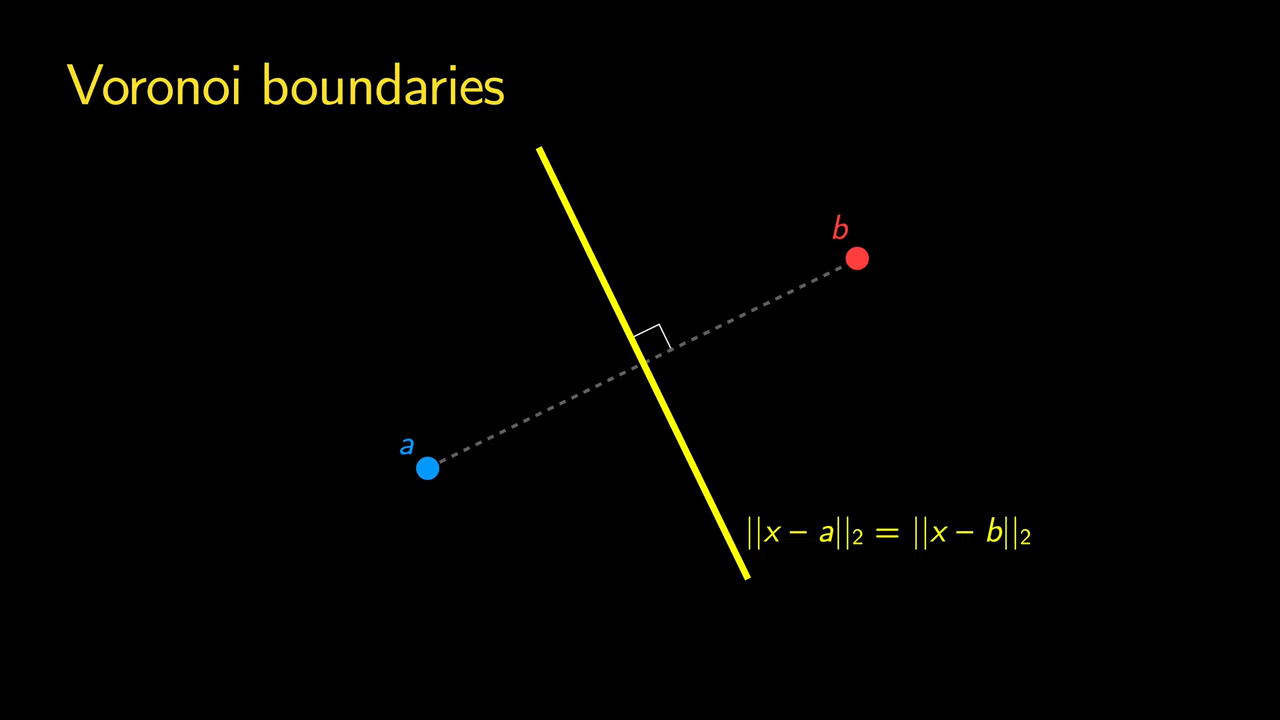 Voronoi boundaries
b
a
||x − a||₂ = ||x − b||₂